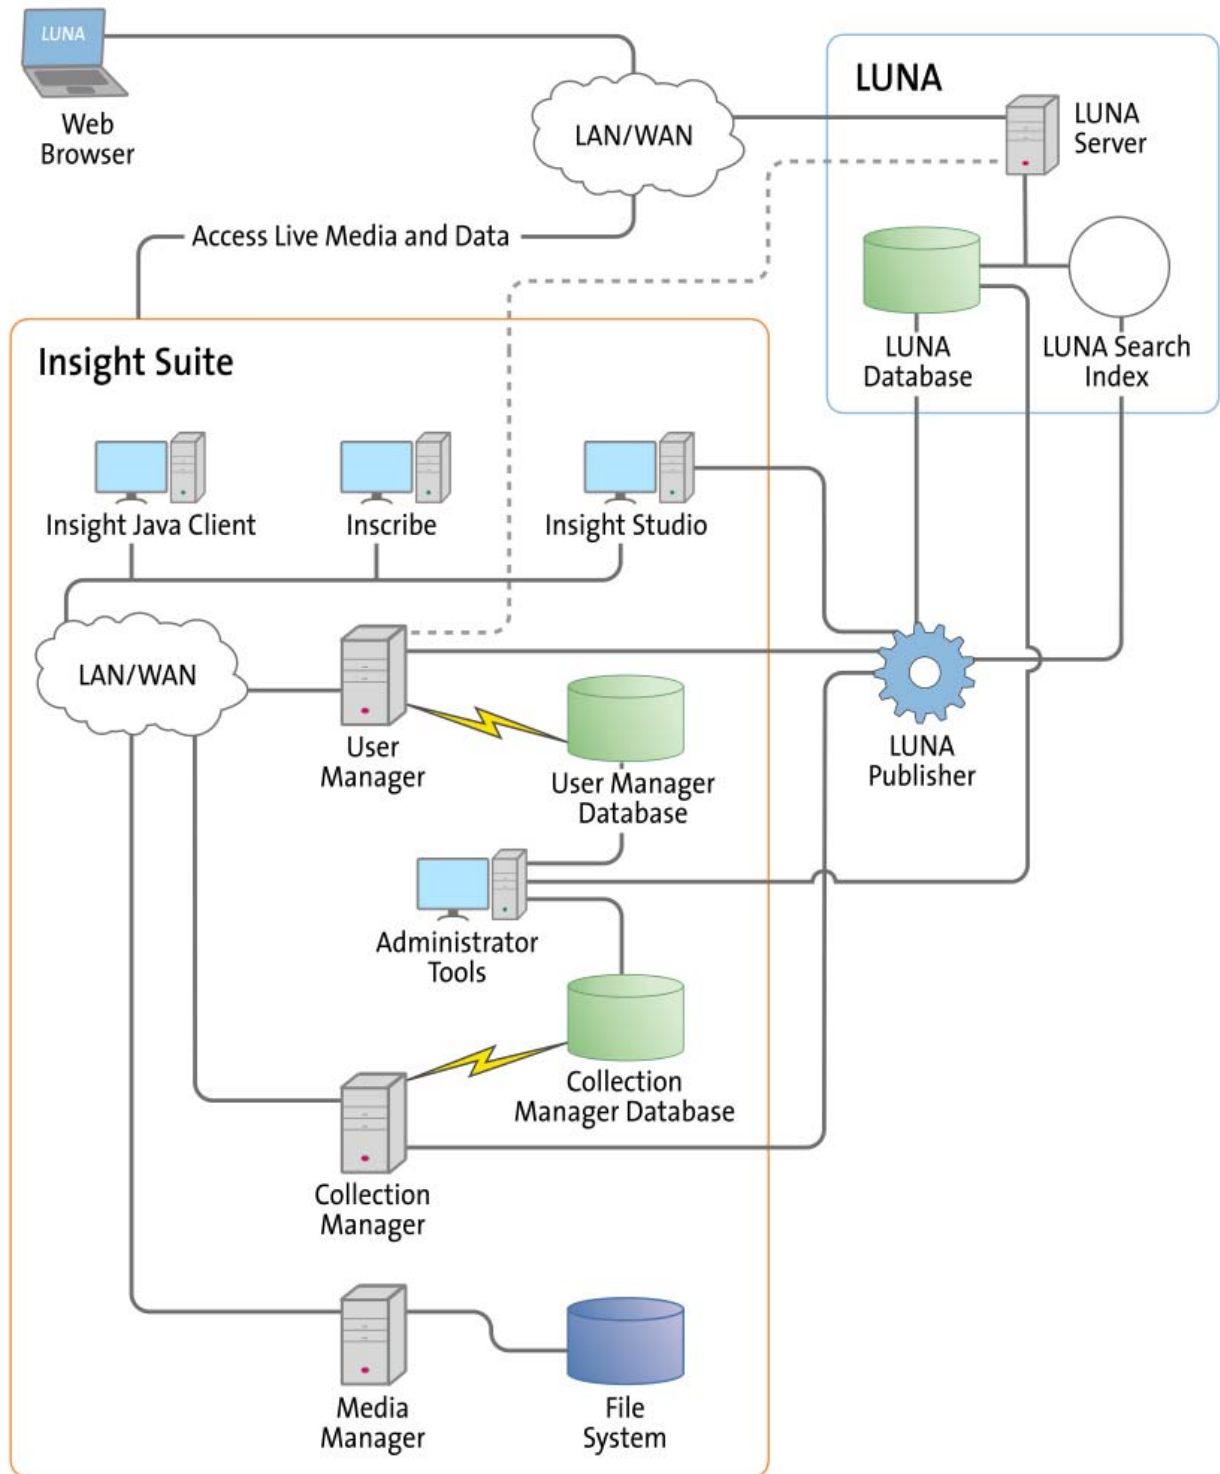 LUNA
Web
Browser
LAN/WAN
LUNA
LUNA
Server
Access Live Media and Data
LUNA
Database
LUNA Search
Index
Insight Suite
Insight Java Client
Inscribe
Insight Studio
LAN/WAN
User
Manager
User Manager
Database
LUNA
Publisher
Administrator
Tools
Collection
Manager Database
Collection
Manager
Media
Manager
File
System